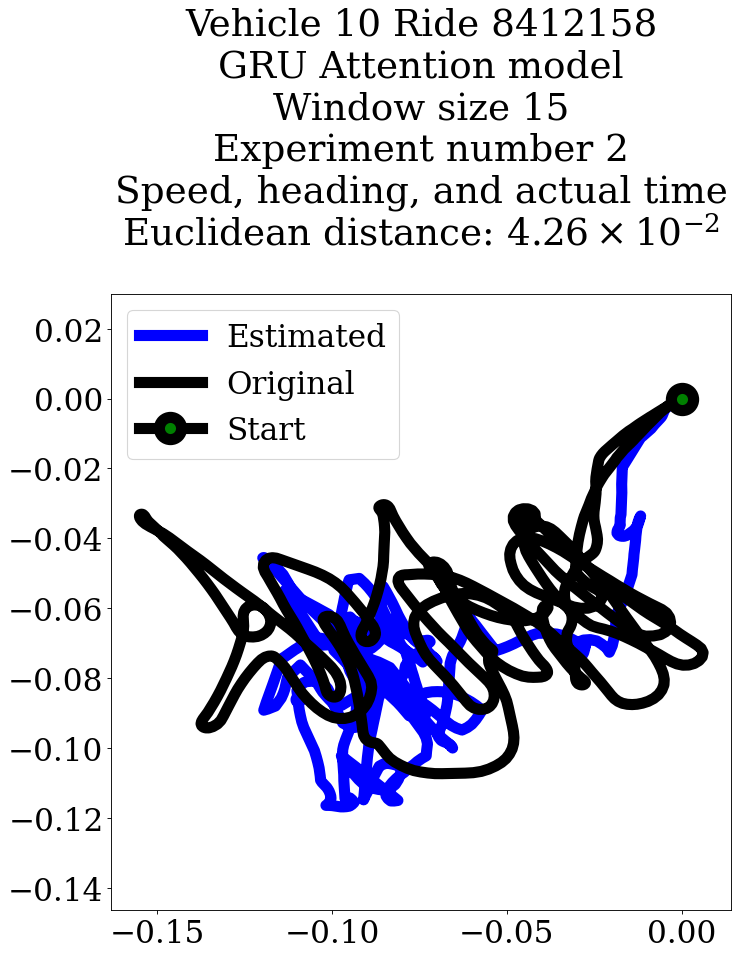 Vehicle 10 Ride 8412158
GRU Attention model
Window size 15
Experiment number 2
Speed, heading, and actual time
Euclidean distance: 4.26 × 10⁻²
Estimated
Original
Start
0.02
0.00
−0.02
−0.04
−0.06
−0.08
−0.10
−0.12
−0.14
−0.15
−0.10
−0.05
0.00